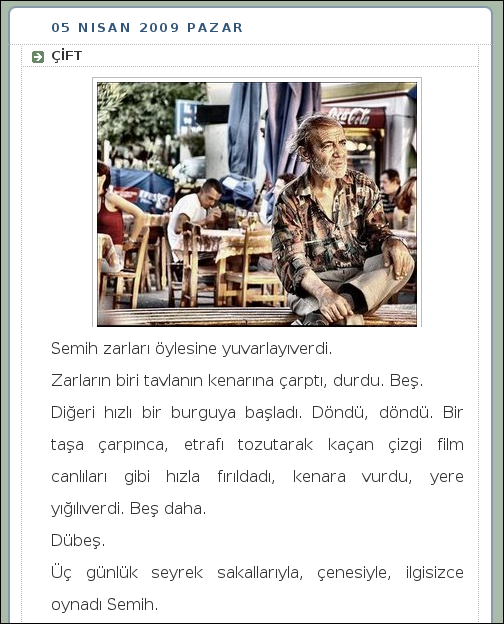 05 NISAN 2009 PAZAR
ÇİFT
Coca-Cola
Semih zarları öylesine yuvarlayıverdi.
Zarların biri tavlanın kenarına çarptı, durdu. Beş.
Diğeri hızlı bir burguya başladı. Döndü, döndü. Bir
taşa çarpınca, etrafı tozutarak kaçan çizgi film
canlıları gibi hızla fırıldadı, kenara vurdu, yere
yığılıverdi. Beş daha.
Dübeş.
Üç günlük seyrek sakallarıyla, çenesiyle, ilgisizce
oynadı Semih.